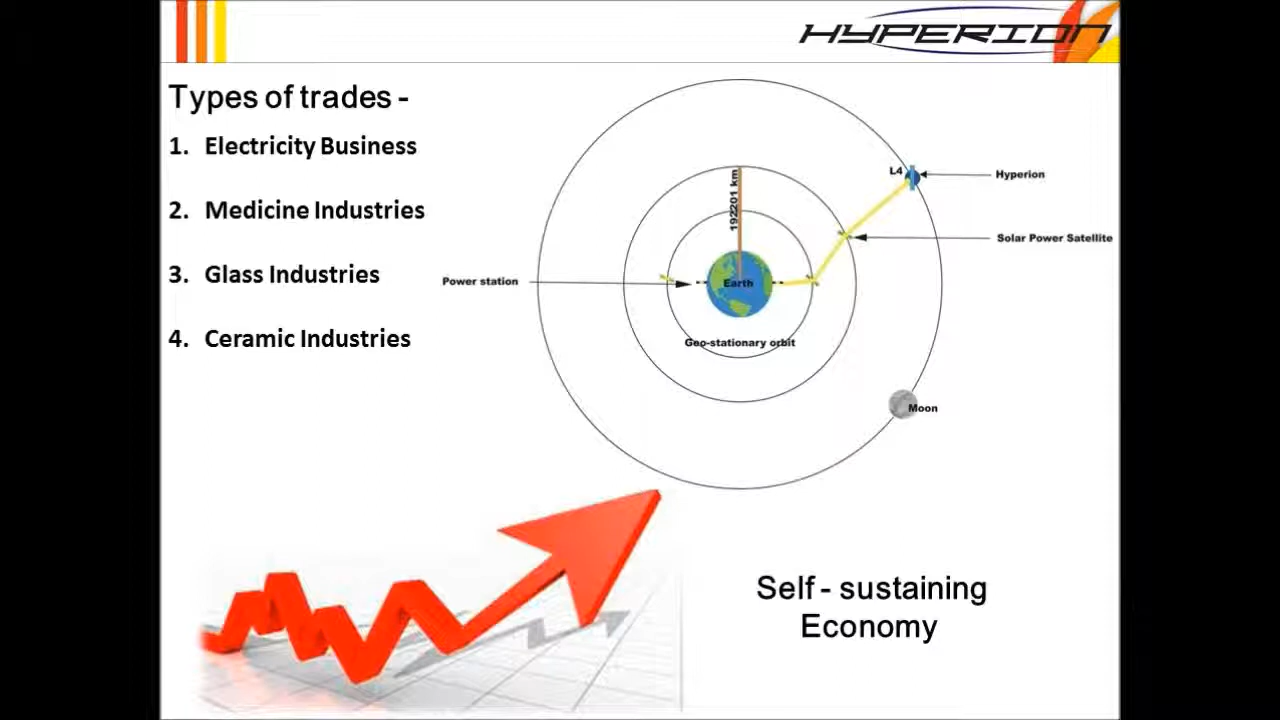 HYPERION
Types of trades -
1. Electricity Business
2. Medicine Industries
3. Glass Industries
4. Ceramic Industries
L4
Hyperion
192201 km
Solar Power Satellite
Power station
Earth
Geo-stationary orbit
Moon
Self - sustaining
Economy